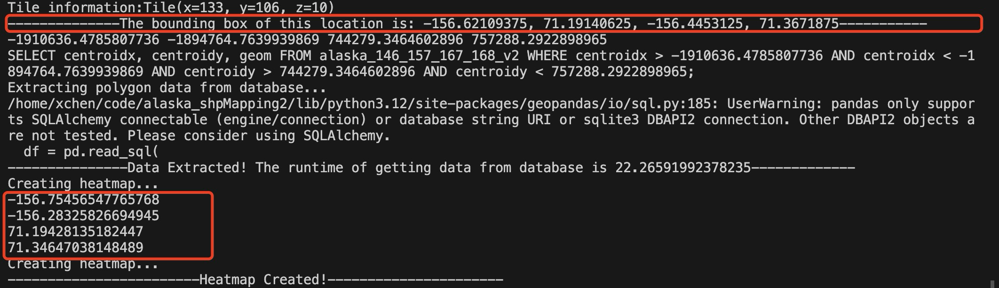 Tile information:Tile(x=133, y=106, z=10)
--------------The bounding box of this location is: -156.62109375, 71.19140625, -156.4453125, 71.3671875-----------
-1910636.4785807736 -1894764.7639939869 744279.3464602896 757288.2922898965
SELECT centroidx, centroidy, geom FROM alaska_146_157_167_168_v2 WHERE centroidx > -1910636.4785807736 AND centroidx < -1
894764.7639939869 AND centroidy > 744279.3464602896 AND centroidy < 757288.2922898965;
Extracting polygon data from database...
/home/xchen/code/alaska_shpMapping2/lib/python3.12/site-packages/geopandas/io/sql.py:185: UserWarning: pandas only suppor
ts SQLAlchemy connectable (engine/connection) or database string URI or sqlite3 DBAPI2 connection. Other DBAPI2 objects a
re not tested. Please consider using SQLAlchemy.
  df = pd.read_sql(
---------------Data Extracted! The runtime of getting data from database is 22.26591992378235-------------
Creating heatmap...
-156.75456547765768
-156.28325826694945
71.19428135182447
71.34647038148489
Creating heatmap...
------------------------Heatmap Created!----------------------